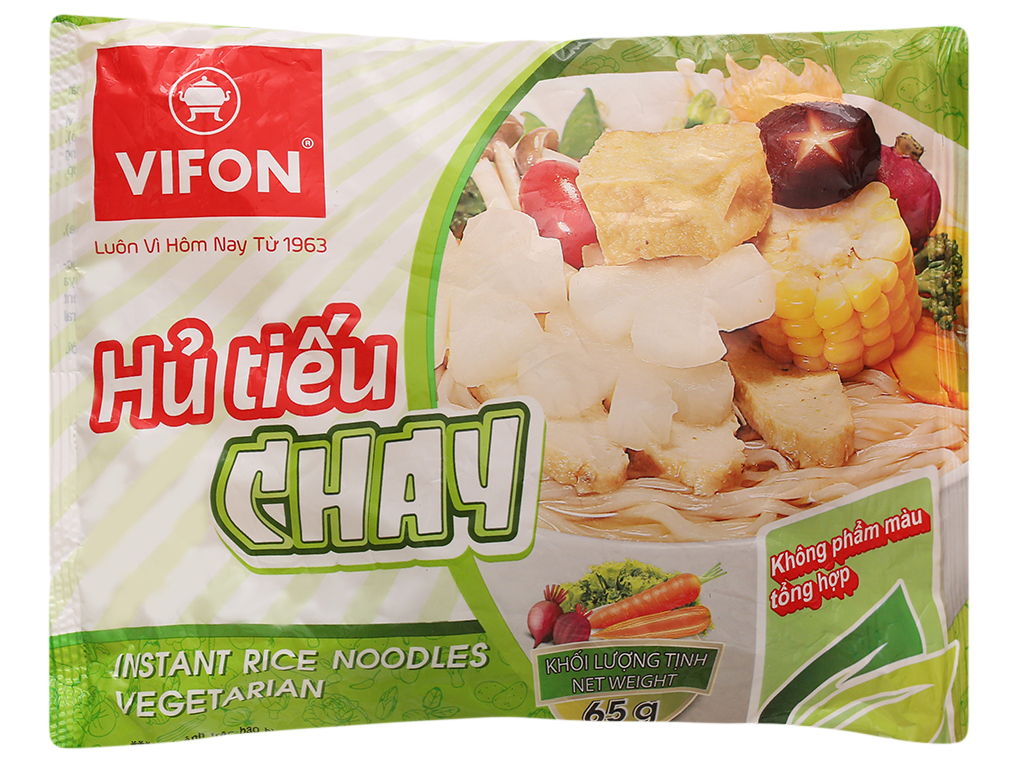 VIFON
®
Luôn Vì Hôm Nay Từ 1963
Hủ tiếu
CHAY
INSTANT RICE NOODLES
VEGETARIAN
Không phẩm màu
tổng hợp
KHỐI LƯỢNG TỊNH
NET WEIGHT
65 g